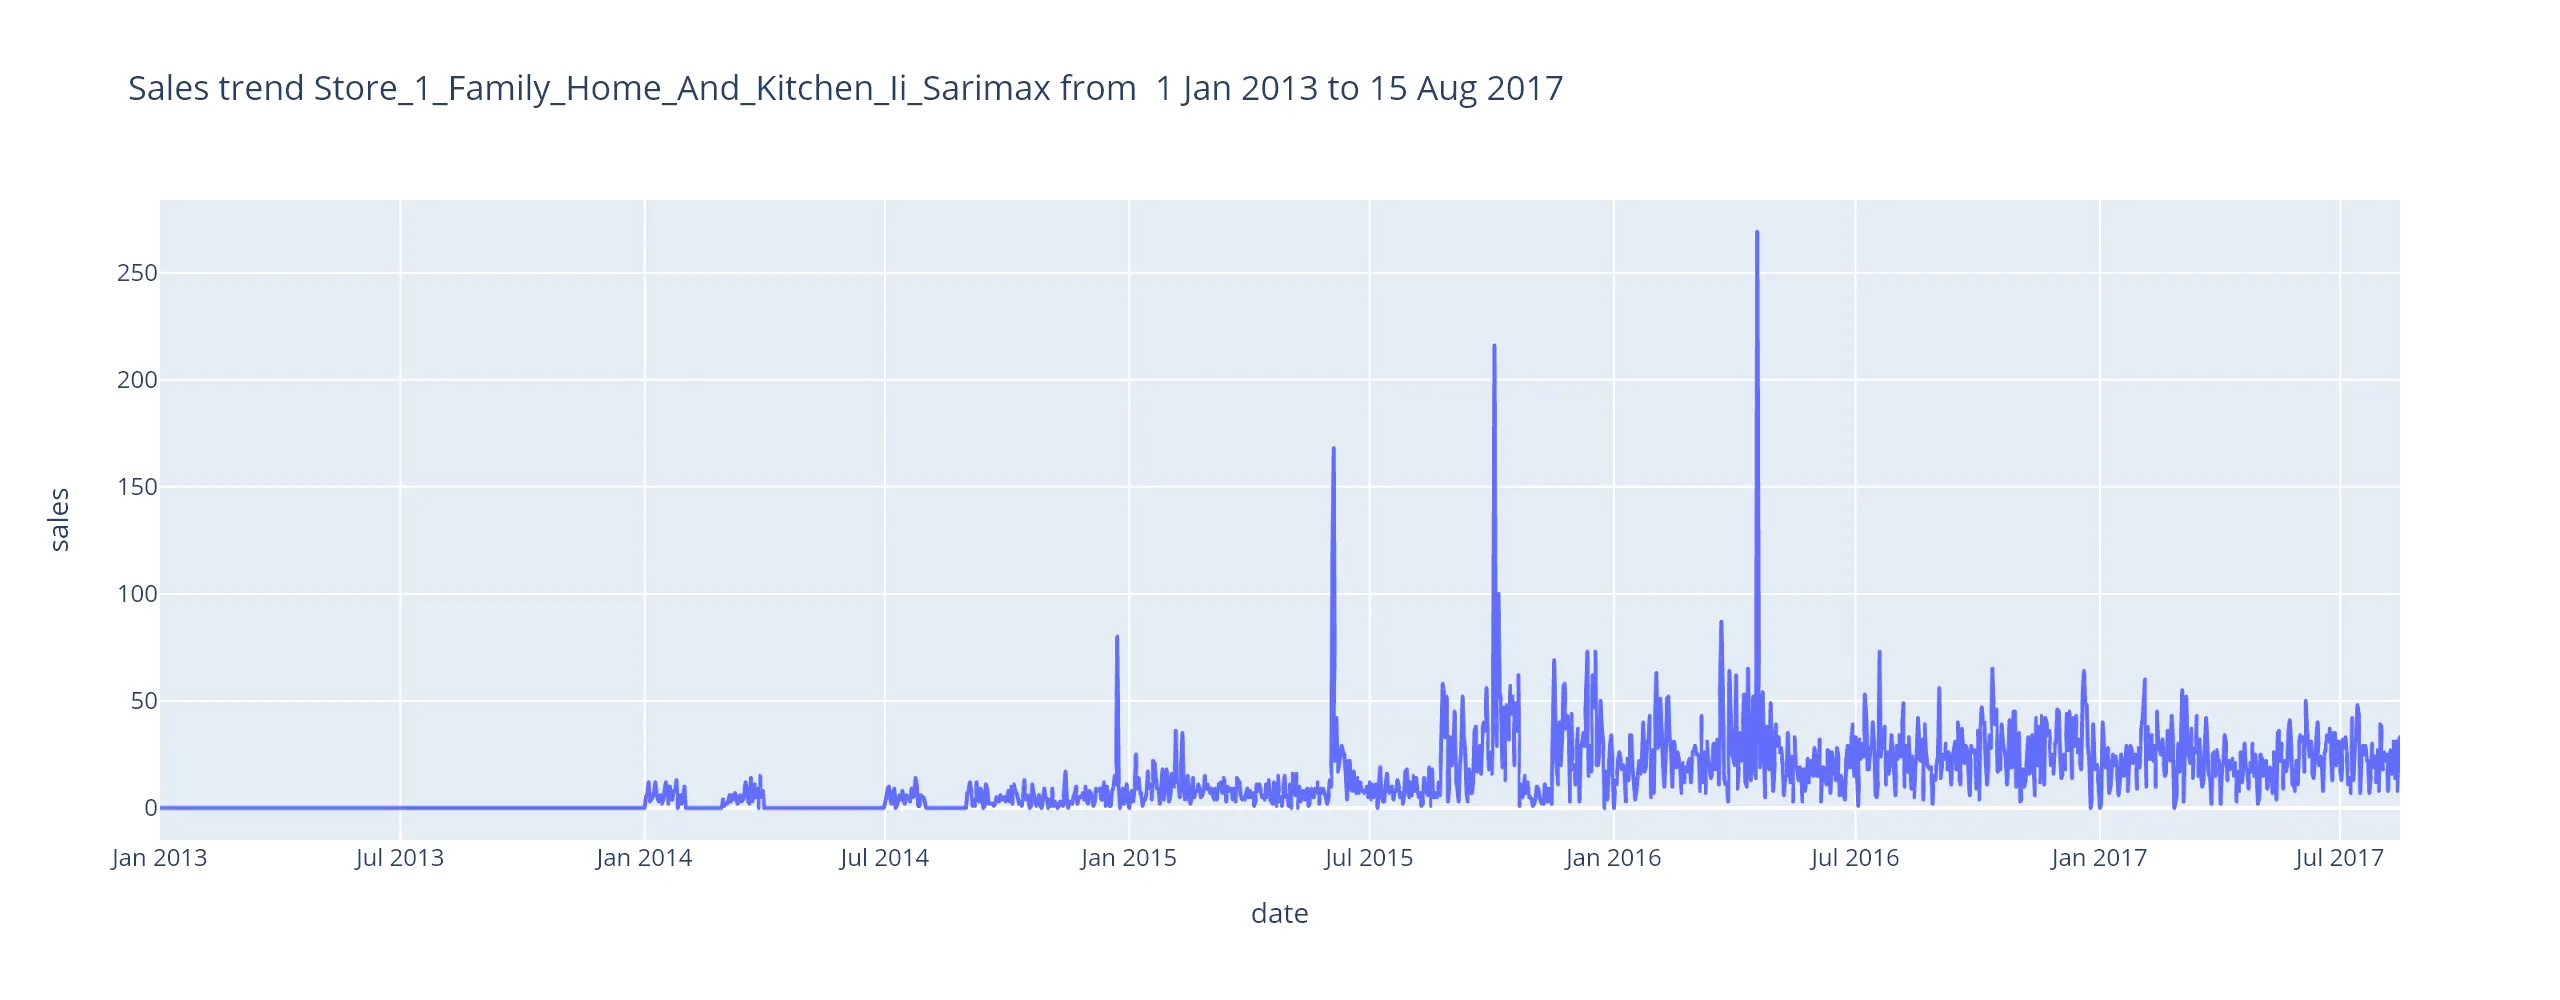 Sales trend Store_1_Family_Home_And_Kitchen_Ii_Sarimax from  1 Jan 2013 to 15 Aug 2017
250
200
150
100
50
0
sales
Jan 2013 Jul 2013 Jan 2014 Jul 2014 Jan 2015 Jul 2015 Jan 2016 Jul 2016 Jan 2017 Jul 2017
date